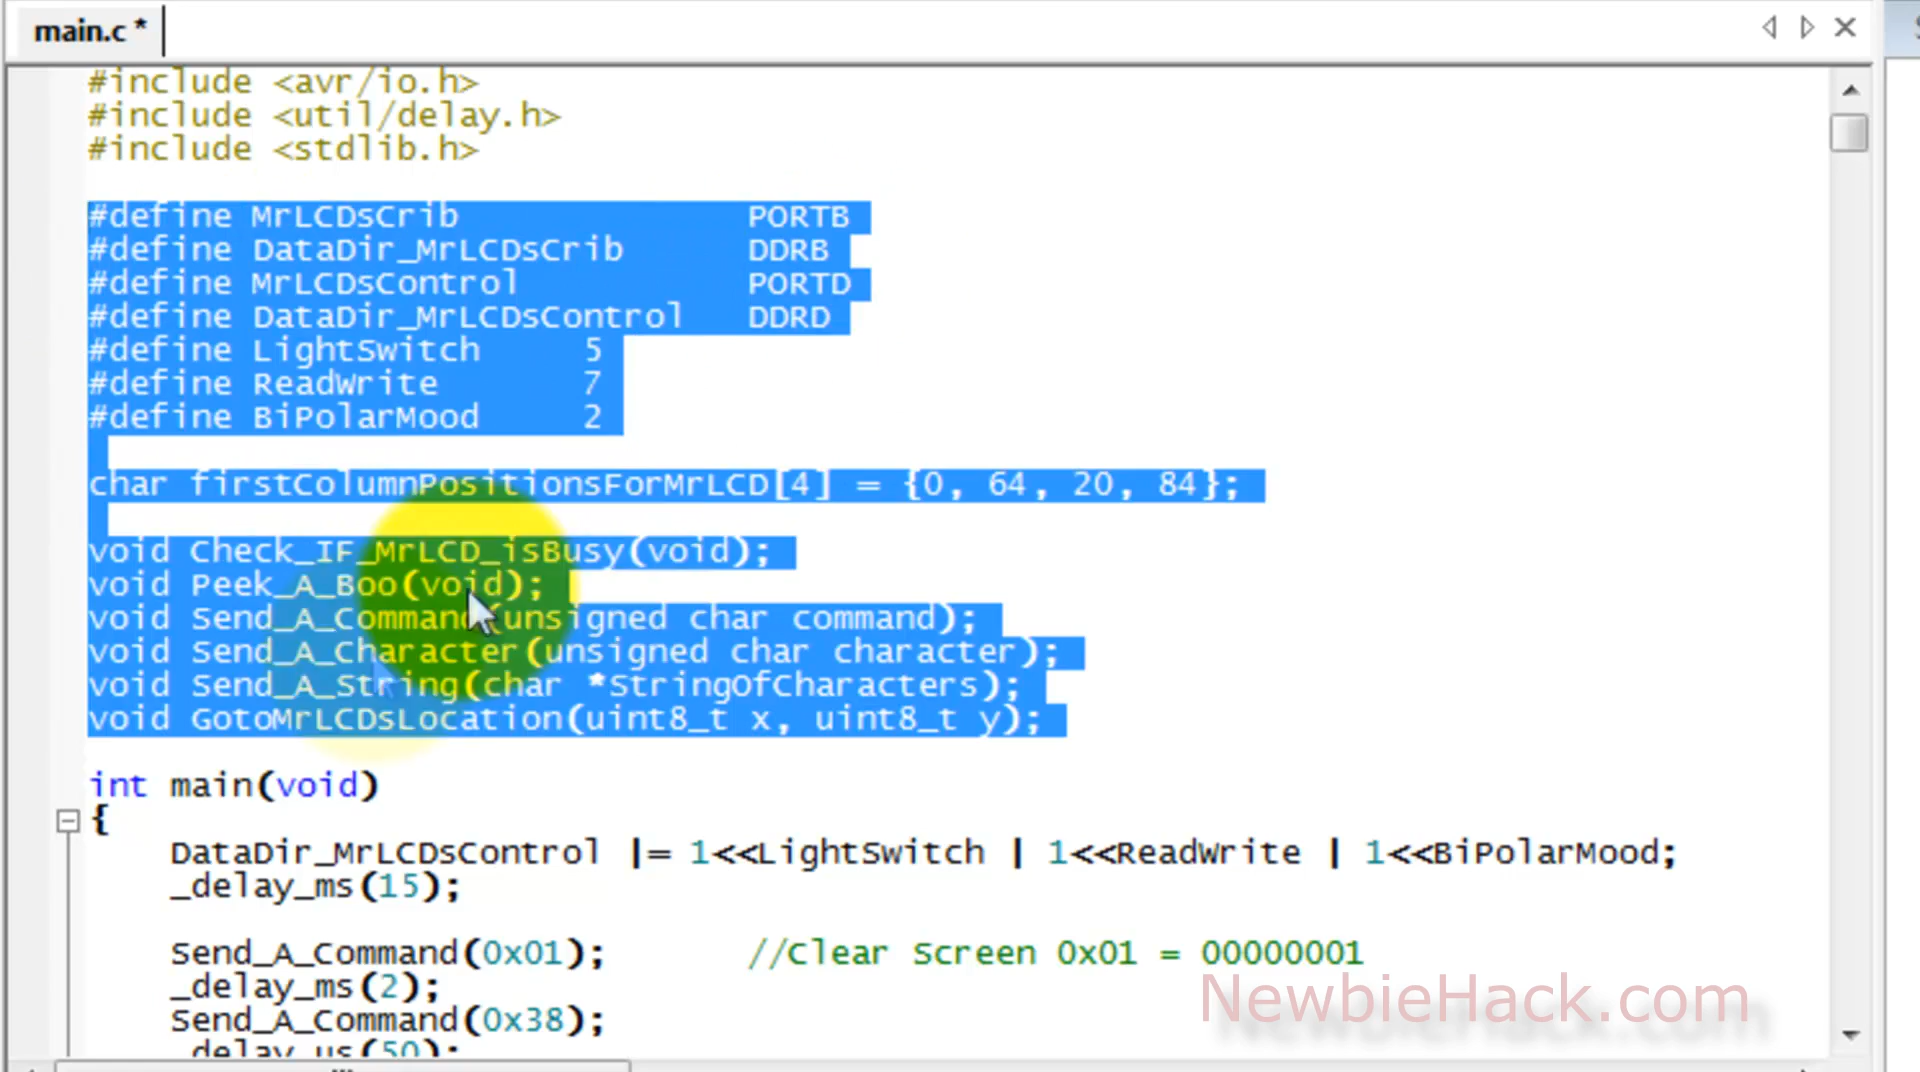 main.c *
#include <avr/io.h>
#include <util/delay.h>
#include <stdlib.h>
#define MrLCDsCrib PORTB
#define DataDir_MrLCDsCrib DDRB
#define MrLCDsControl PORTD
#define DataDir_MrLCDsControl DDRD
#define LightSwitch 5
#define ReadWrite 7
#define BiPolarMood 2
char firstColumnPositionsForMrLCD[4] = {0, 64, 20, 84};
void Check_IF_MrLCD_isBusy(void);
void Peek_A_Boo(void);
void Send_A_Command(unsigned char command);
void Send_A_Character(unsigned char character);
void Send_A_String(char *StringOfCharacters);
void GotoMrLCDsLocation(uint8_t x, uint8_t y);
int main(void)
{
DataDir_MrLCDsControl |= 1<<LightSwitch | 1<<ReadWrite | 1<<BiPolarMood;
_delay_ms(15);
Send_A_Command(0x01); //Clear Screen 0x01 = 00000001
_delay_ms(2);
Send_A_Command(0x38);
_delay_us(50);
NewbieHack.com